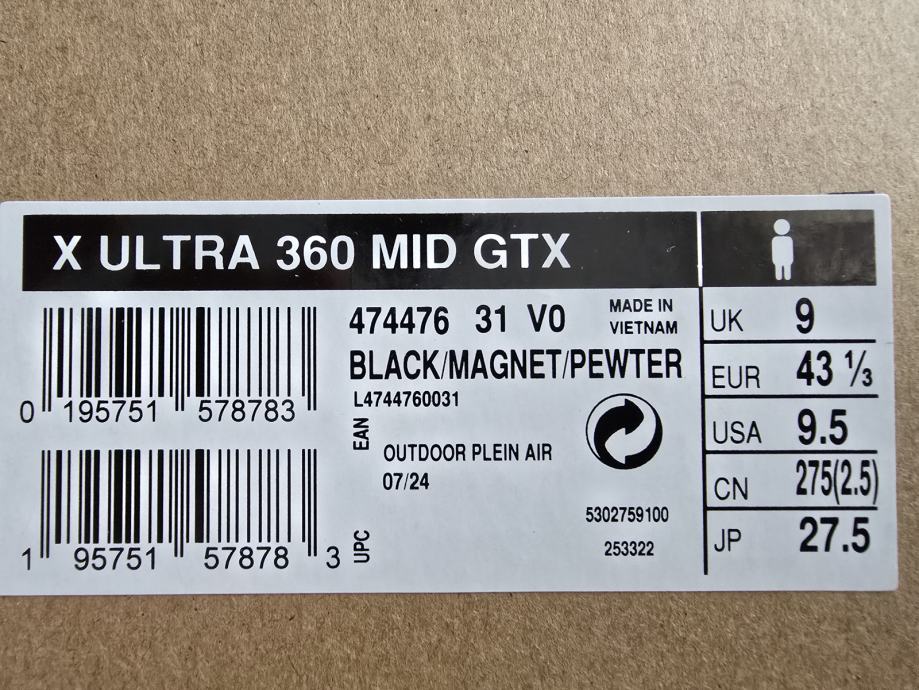 X ULTRA 360 MID GTX
474476 31 V0
MADE IN
VIETNAM
BLACK/MAGNET/PEWTER
L4744760031
0 195751 578783
EAN
OUTDOOR PLEIN AIR
07/24
5302759100
253322
1 95751 57878 3
UPC
UK 9
EUR 43 ⅓
USA 9.5
CN 275(2.5)
JP 27.5